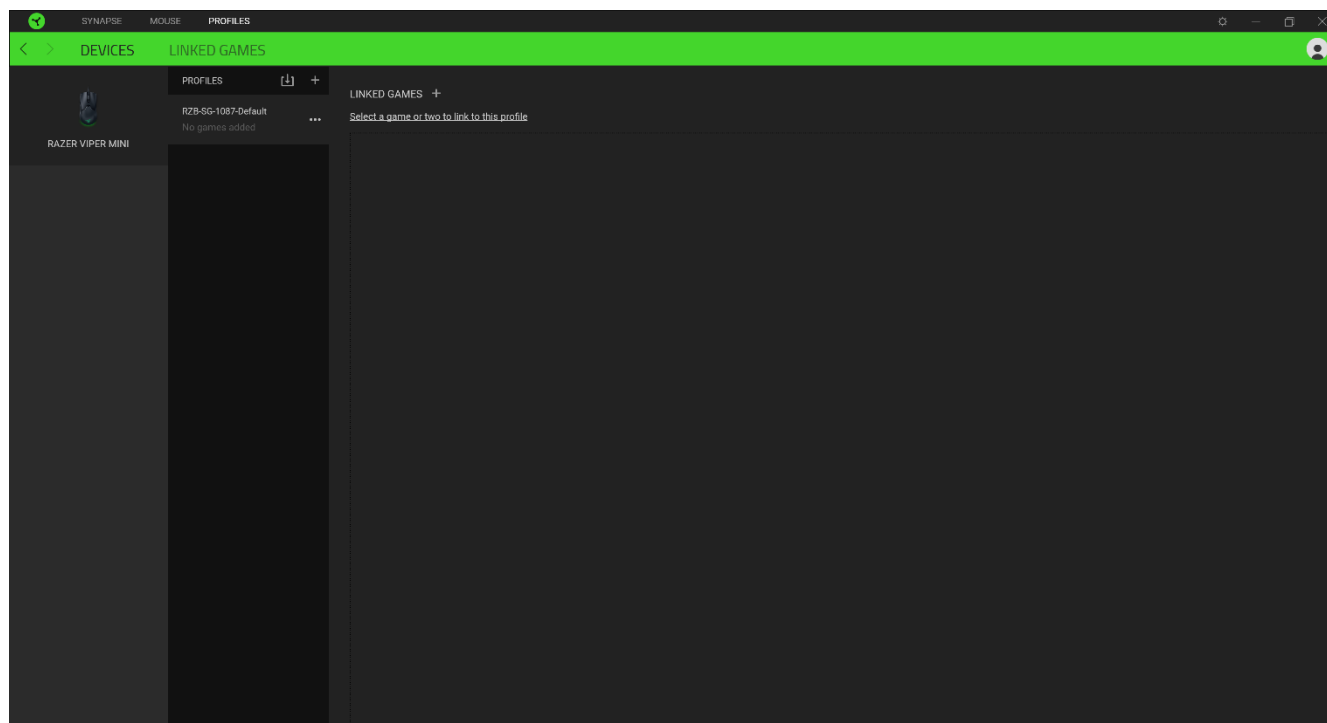 SYNAPSE MOUSE PROFILES
DEVICES LINKED GAMES
RAZER VIPER MINI
PROFILES
RZB-SG-1087-Default
No games added
LINKED GAMES +
Select a game or two to link to this profile